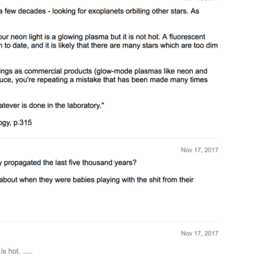 a few decades - looking for exoplanets orbiting other stars. As
ur neon light is a glowing plasma but it is not hot. A fluorescent
n to date, and it is likely that there are many stars which are too dim
ings as commercial products (glow-mode plasmas like neon and
uce, you're repeating a mistake that has been made many times
atever is done in the laboratory."
ogy, p.315
Nov 17, 2017
y propagated the last five thousand years?
about when they were babies playing with the shit from their
Nov 17, 2017
is hot. .....